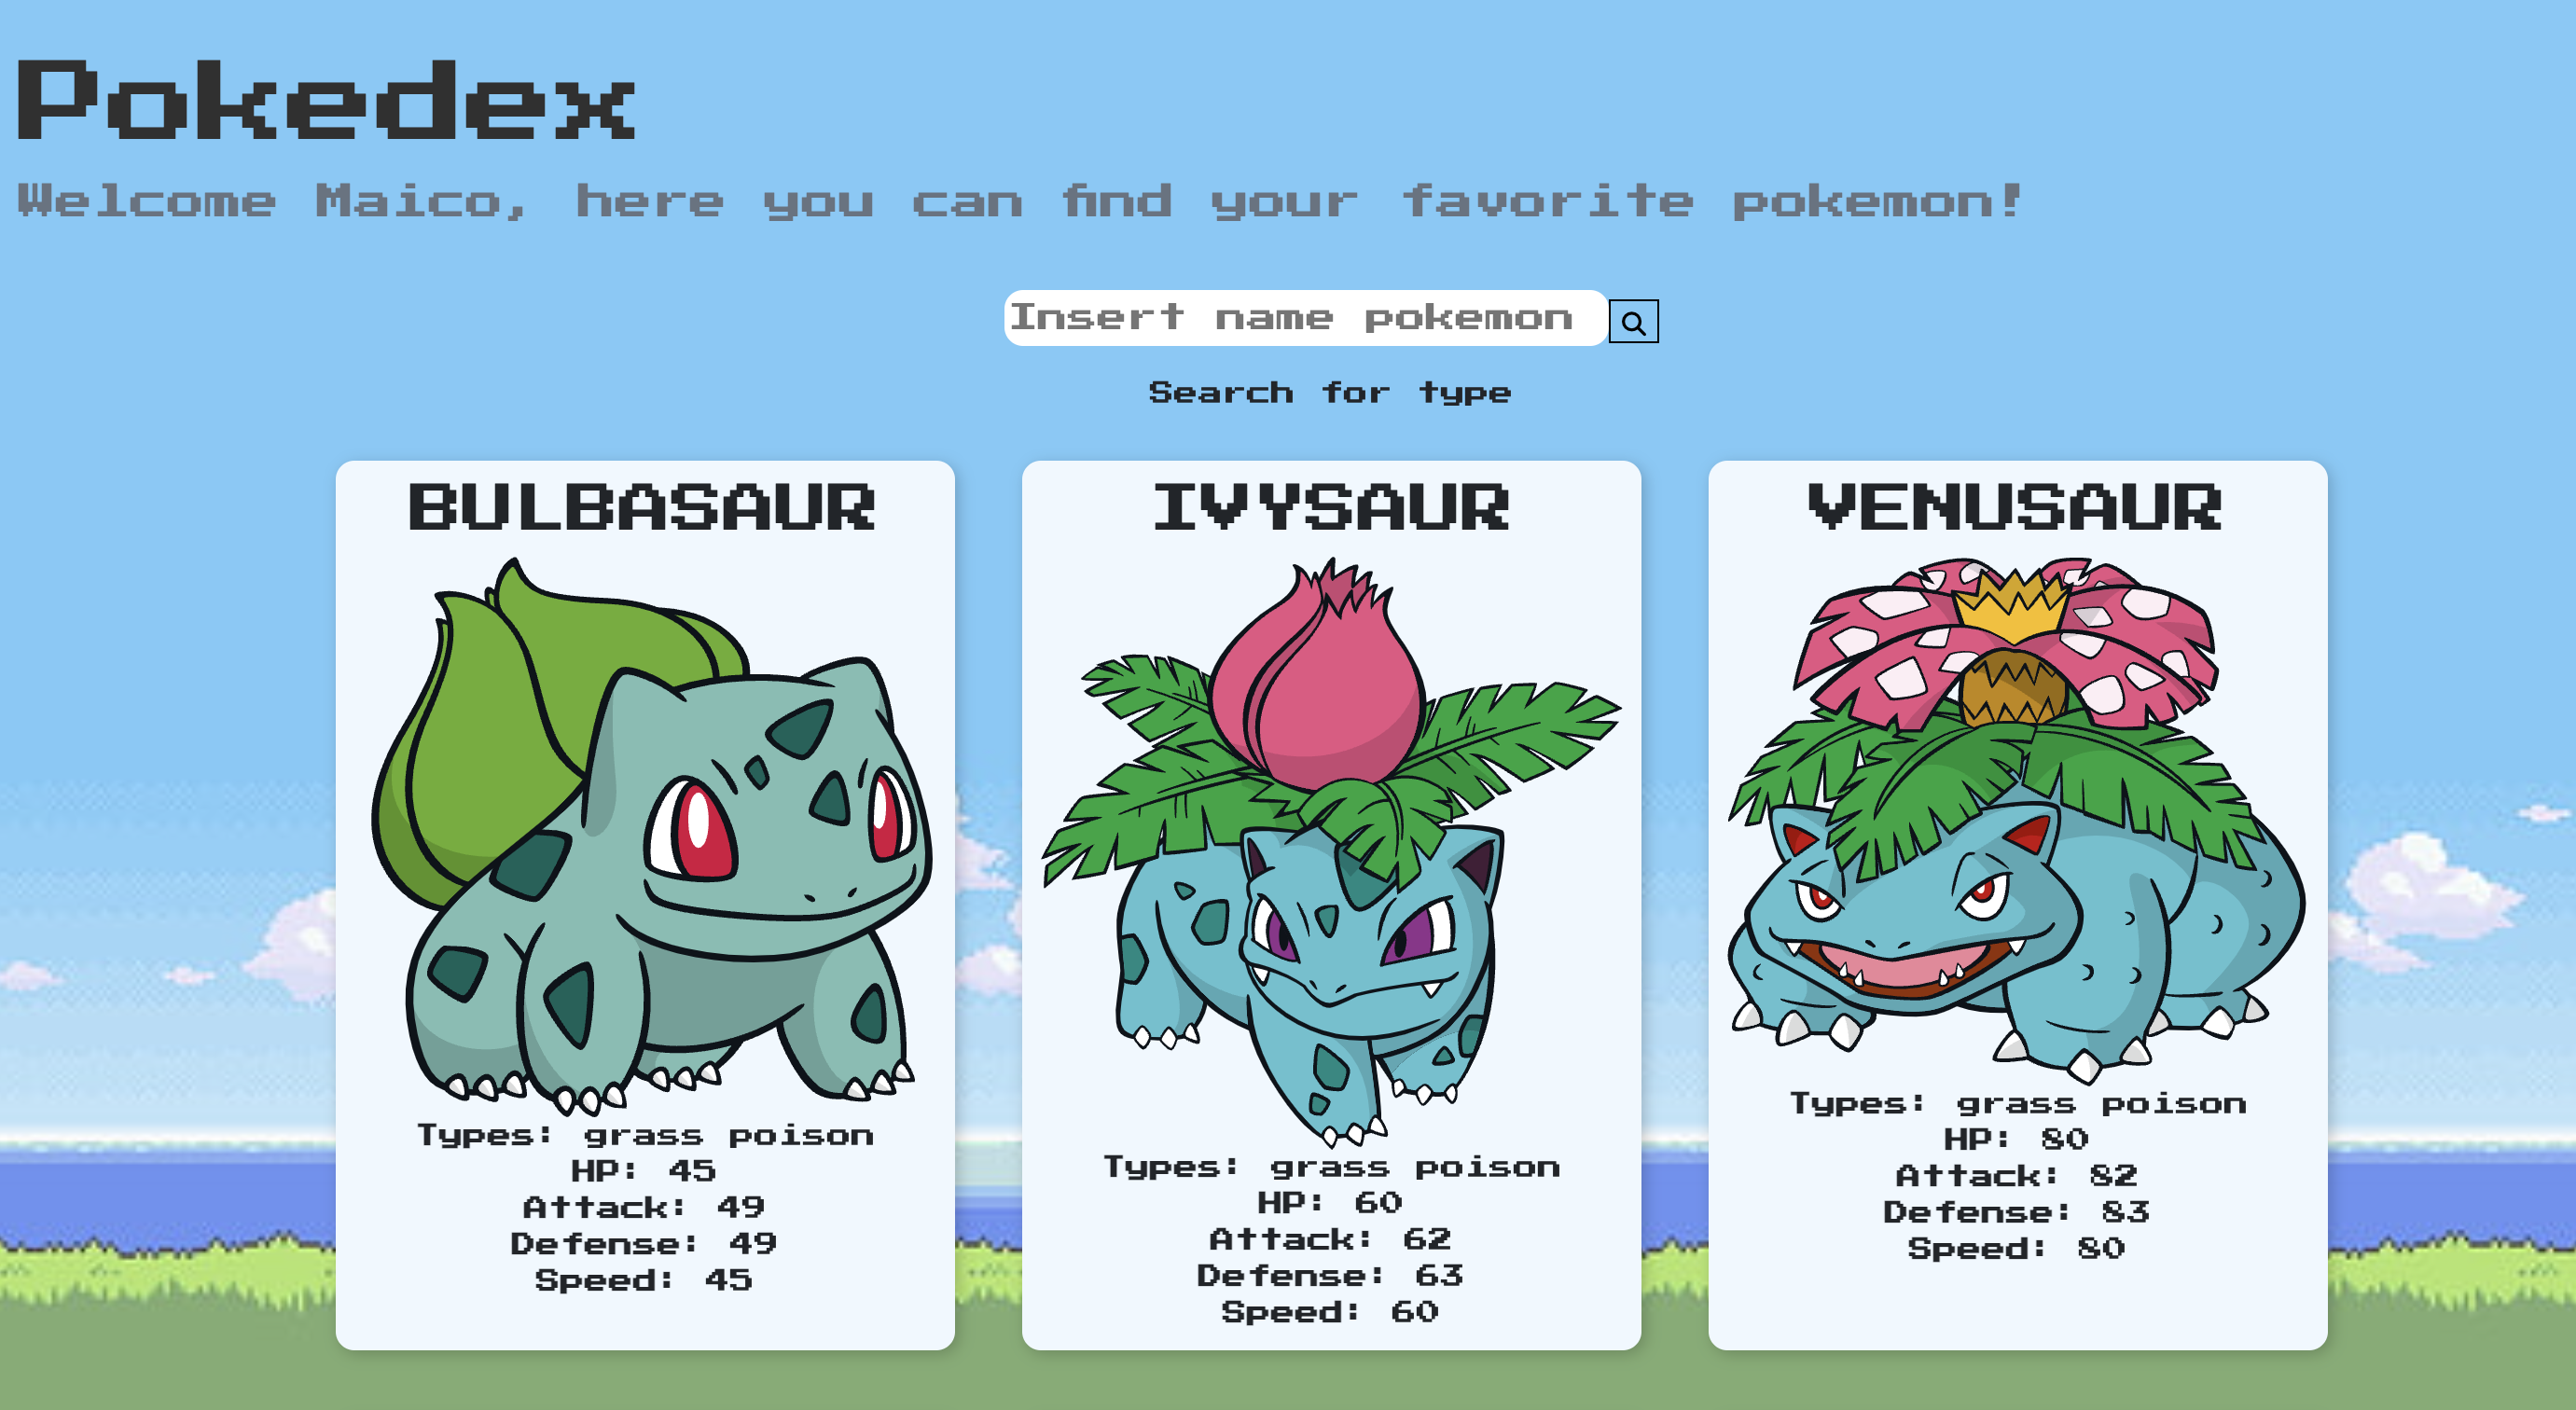 Pokedex
Welcome Maico, here you can find your favorite pokemon!
Insert name pokemon
Search for type
BULBASAUR
Types: grass poison
HP: 45
Attack: 49
Defense: 49
Speed: 45
IVYSAUR
Types: grass poison
HP: 60
Attack: 62
Defense: 63
Speed: 60
VENUSAUR
Types: grass poison
HP: 80
Attack: 82
Defense: 83
Speed: 80